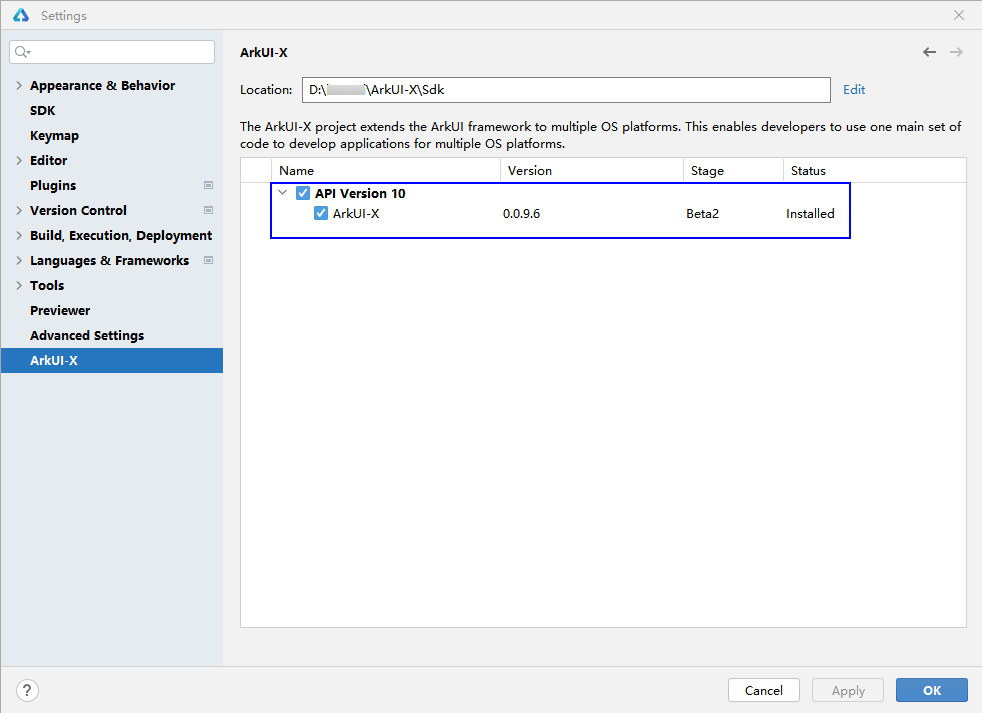 Settings
ArkUI-X
Location: D:\ \ArkUI-X\Sdk Edit
Appearance & Behavior
SDK
Keymap
Editor
Plugins
Version Control
Build, Execution, Deployment
Languages & Frameworks
Tools
Previewer
Advanced Settings
ArkUI-X
The ArkUI-X project extends the ArkUI framework to multiple OS platforms. This enables developers to use one main set of
code to develop applications for multiple OS platforms.
Name Version Stage Status
API Version 10
ArkUI-X 0.0.9.6 Beta2 Installed
? Cancel Apply OK